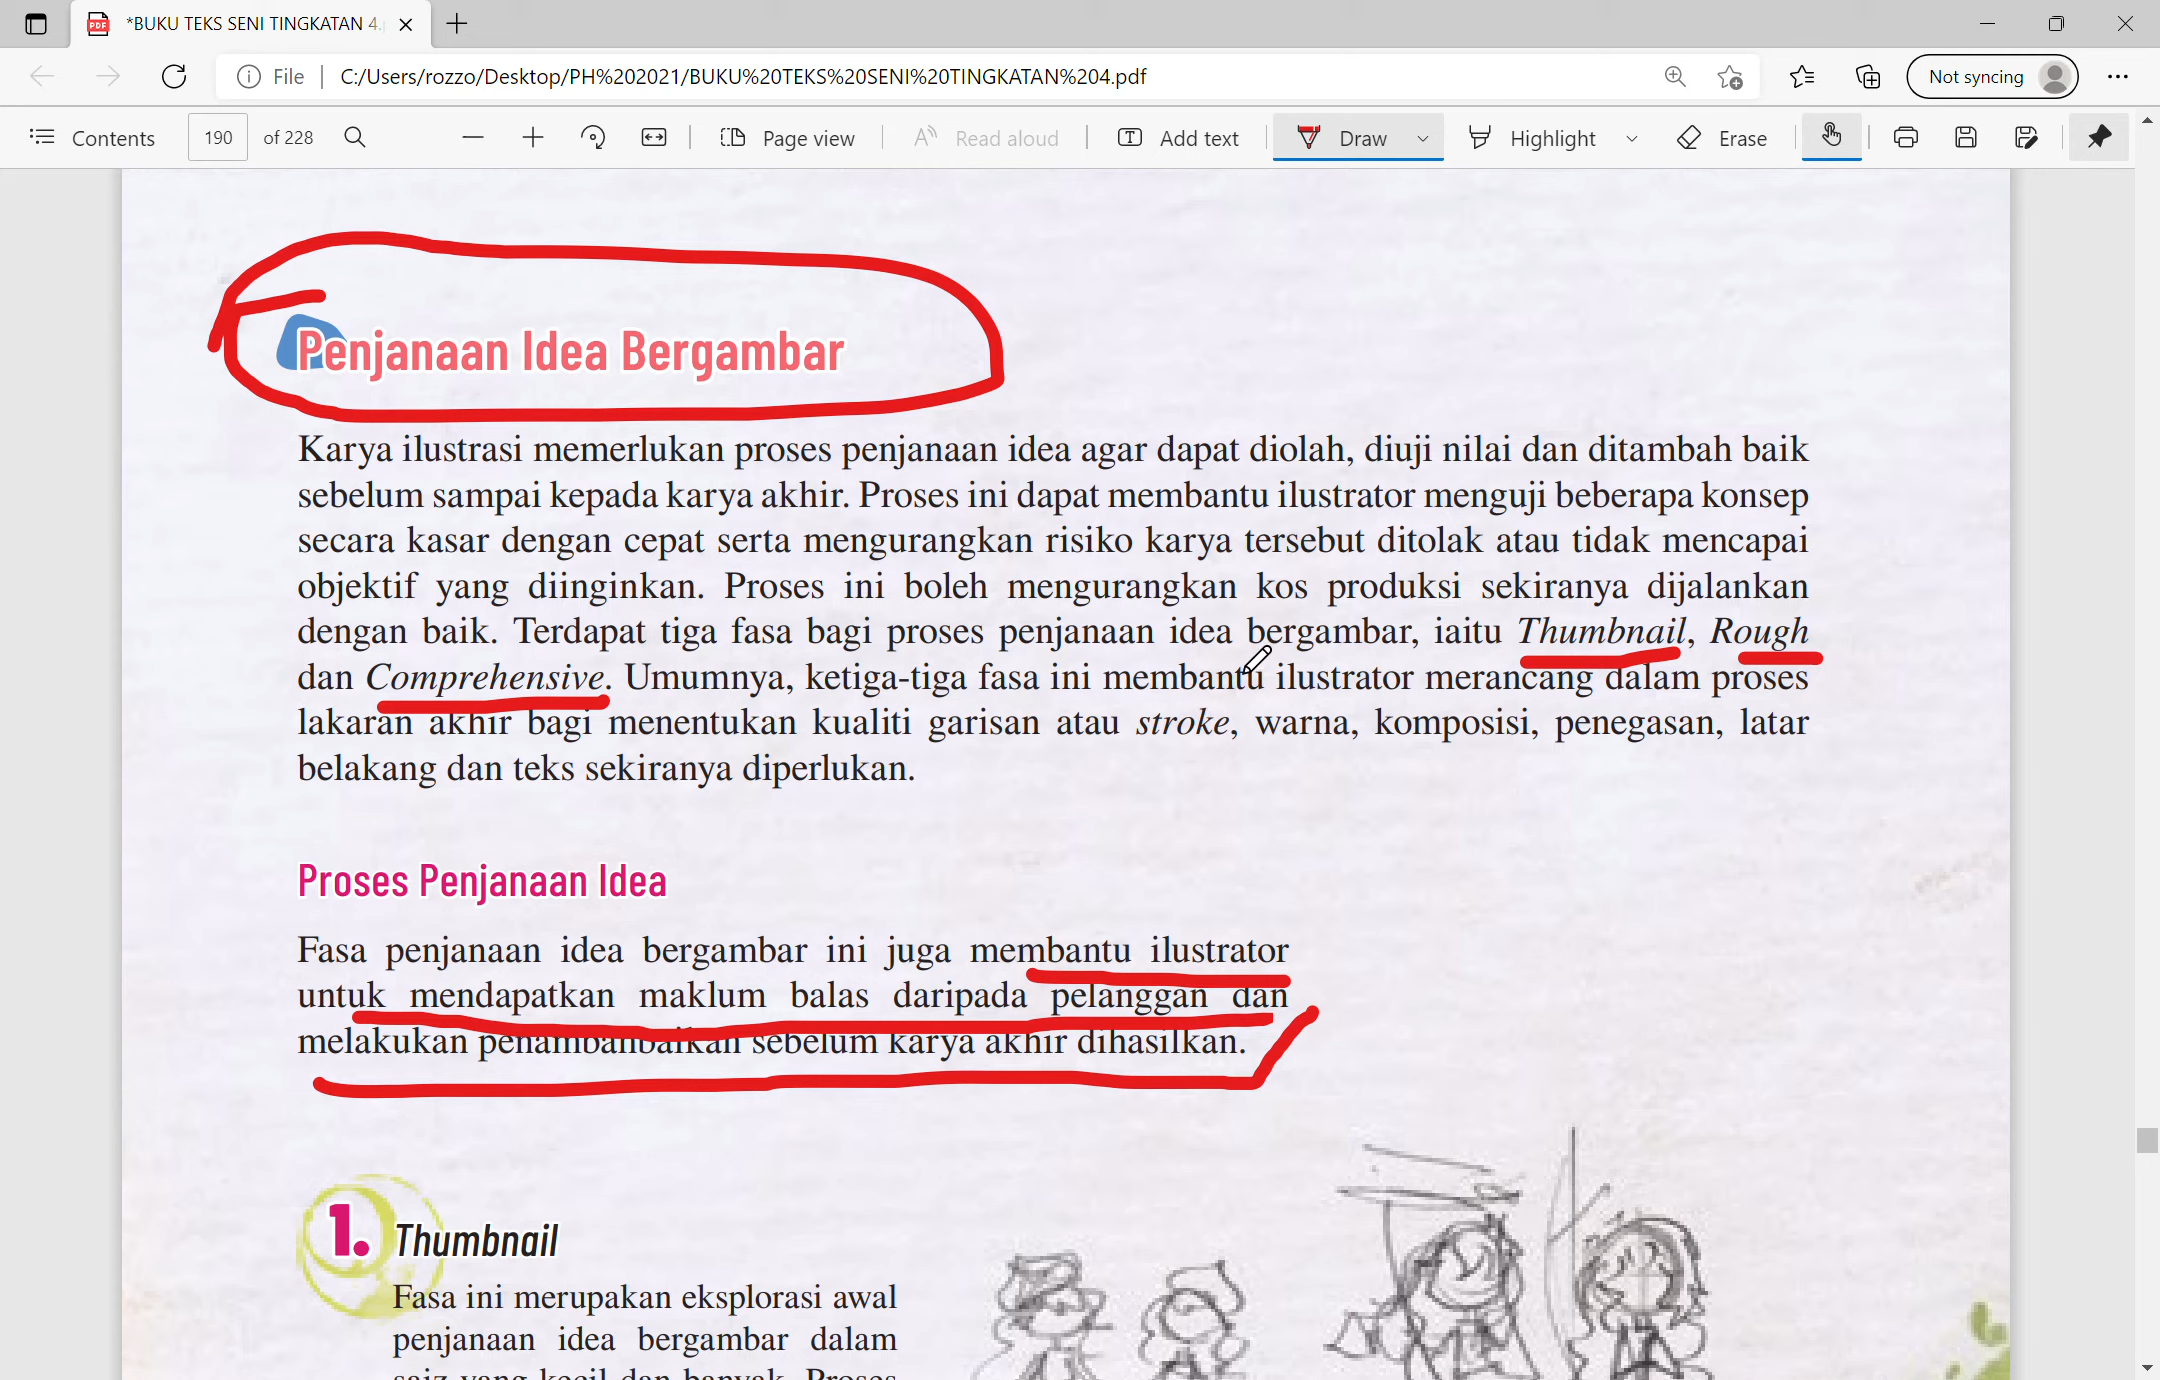 *BUKU TEKS SENI TINGKATAN 4.
File
C:/Users/rozzo/Desktop/PH%202021/BUKU%20TEKS%20SENI%20TINGKATAN%204.pdf
Not syncing
Contents
190 of 228
Page view
Read aloud
Add text
Draw
Highlight
Erase
Penjanaan Idea Bergambar
Karya ilustrasi memerlukan proses penjanaan idea agar dapat diolah, diuji nilai dan ditambah baik
sebelum sampai kepada karya akhir. Proses ini dapat membantu ilustrator menguji beberapa konsep
secara kasar dengan cepat serta mengurangkan risiko karya tersebut ditolak atau tidak mencapai
objektif yang diinginkan. Proses ini boleh mengurangkan kos produksi sekiranya dijalankan
dengan baik. Terdapat tiga fasa bagi proses penjanaan idea bergambar, iaitu Thumbnail, Rough
dan Comprehensive. Umumnya, ketiga-tiga fasa ini membantu ilustrator merancang dalam proses
lakaran akhir bagi menentukan kualiti garisan atau stroke, warna, komposisi, penegasan, latar
belakang dan teks sekiranya diperlukan.
Proses Penjanaan Idea
Fasa penjanaan idea bergambar ini juga membantu ilustrator
untuk mendapatkan maklum balas daripada pelanggan dan
melakukan penambahbaikan sebelum karya akhir dihasilkan.
1. Thumbnail
Fasa ini merupakan eksplorasi awal
penjanaan idea bergambar dalam
saiz yang kecil dan banyak. Proses